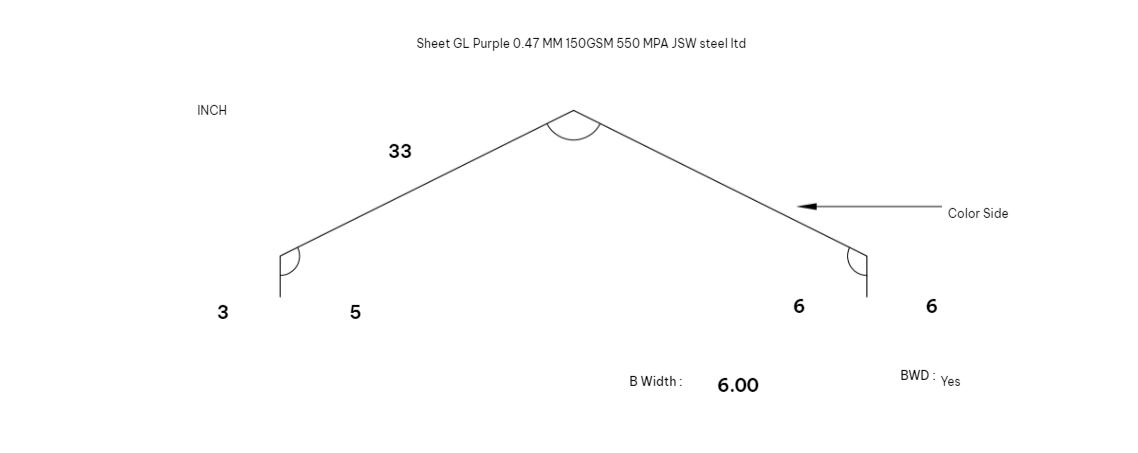 Sheet GL Purple 0.47 MM 150GSM 550 MPA JSW steel ltd
INCH
33
Color Side
3 5 6 6
B Width : 6.00 BWD : Yes